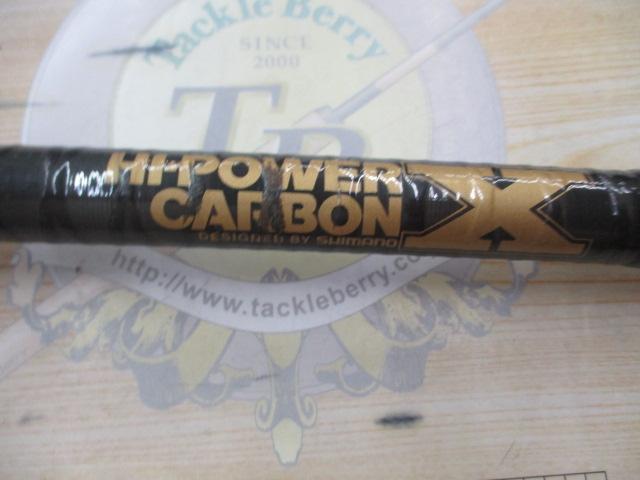 Tackle Berry
SINCE
2000
TB
HI-POWER X
CARBON
DESIGNED BY SHIMANO
http://www.tackleberry.co